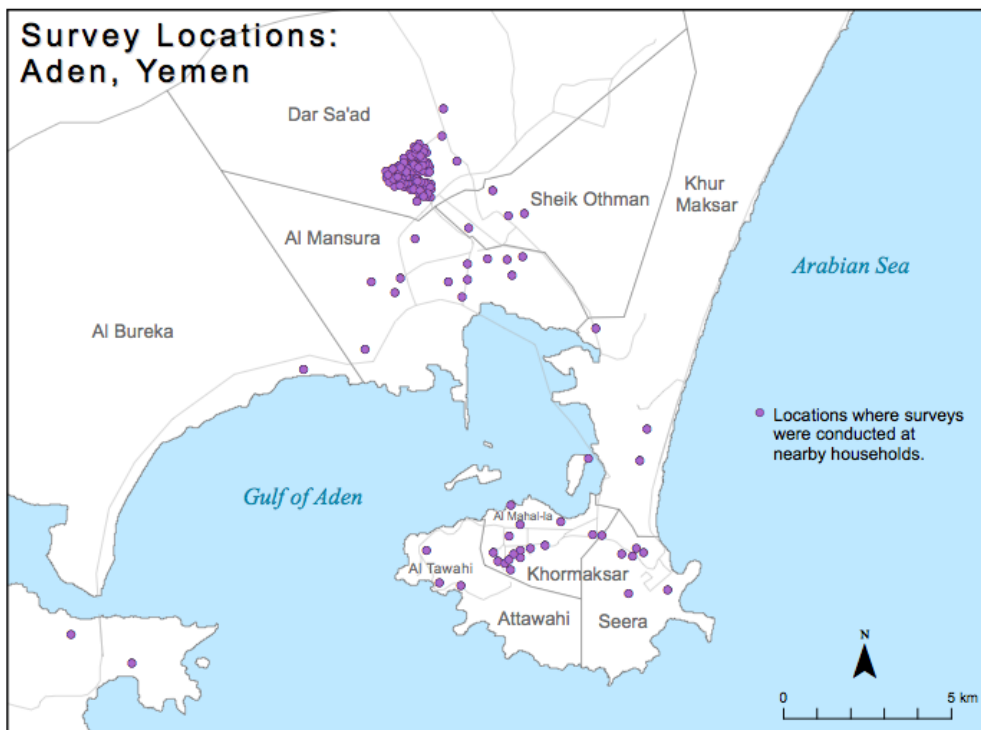 Survey Locations:
Aden, Yemen
Dar Sa'ad
Sheik Othman
Khur
Maksar
Al Mansura
Arabian Sea
Al Bureka
Locations where surveys
were conducted at
nearby households.
Gulf of Aden
Al Mahal-la
Al Tawahi
Khormaksar
Attawahi
Seera
N
0
5 km